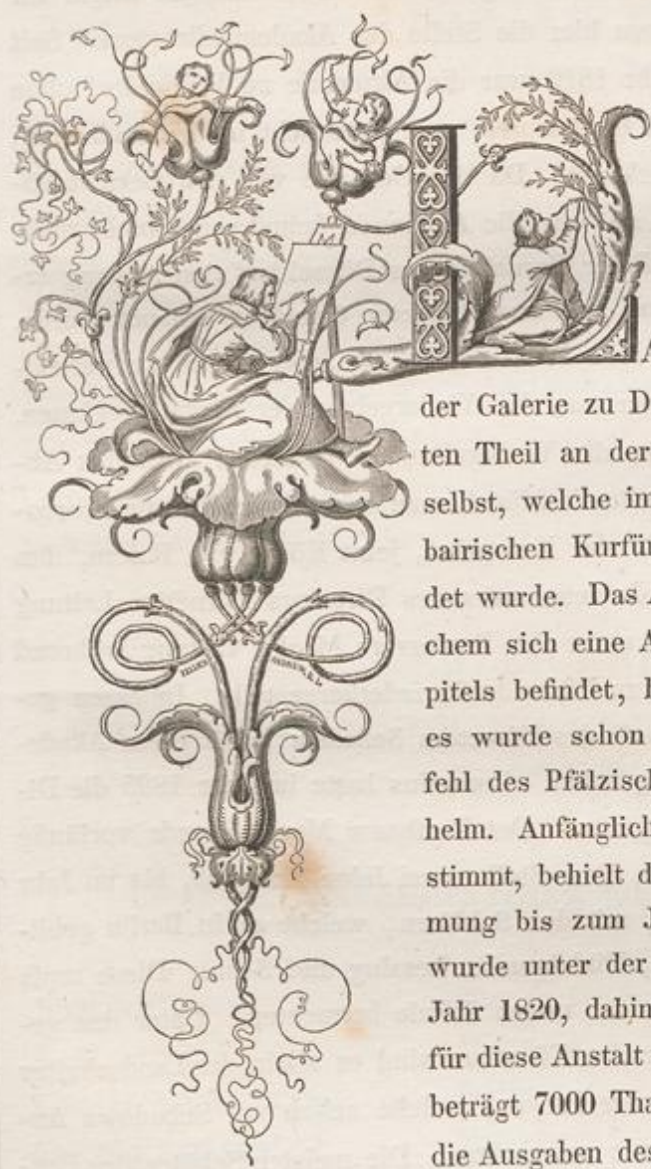 LA
der Galerie zu D
ten Theil an der
selbst, welche im
bairischen Kurfür
det wurde. Das A
chem sich eine A
pitels befindet,
es wurde schon
fehl des Pfälzisch
helm. Anfänglich
stimmt, behielt d
mung bis zum J
wurde unter der
Jahr 1820, dahin
für diese Anstalt
beträgt 7000 Tha
die Ausgaben des